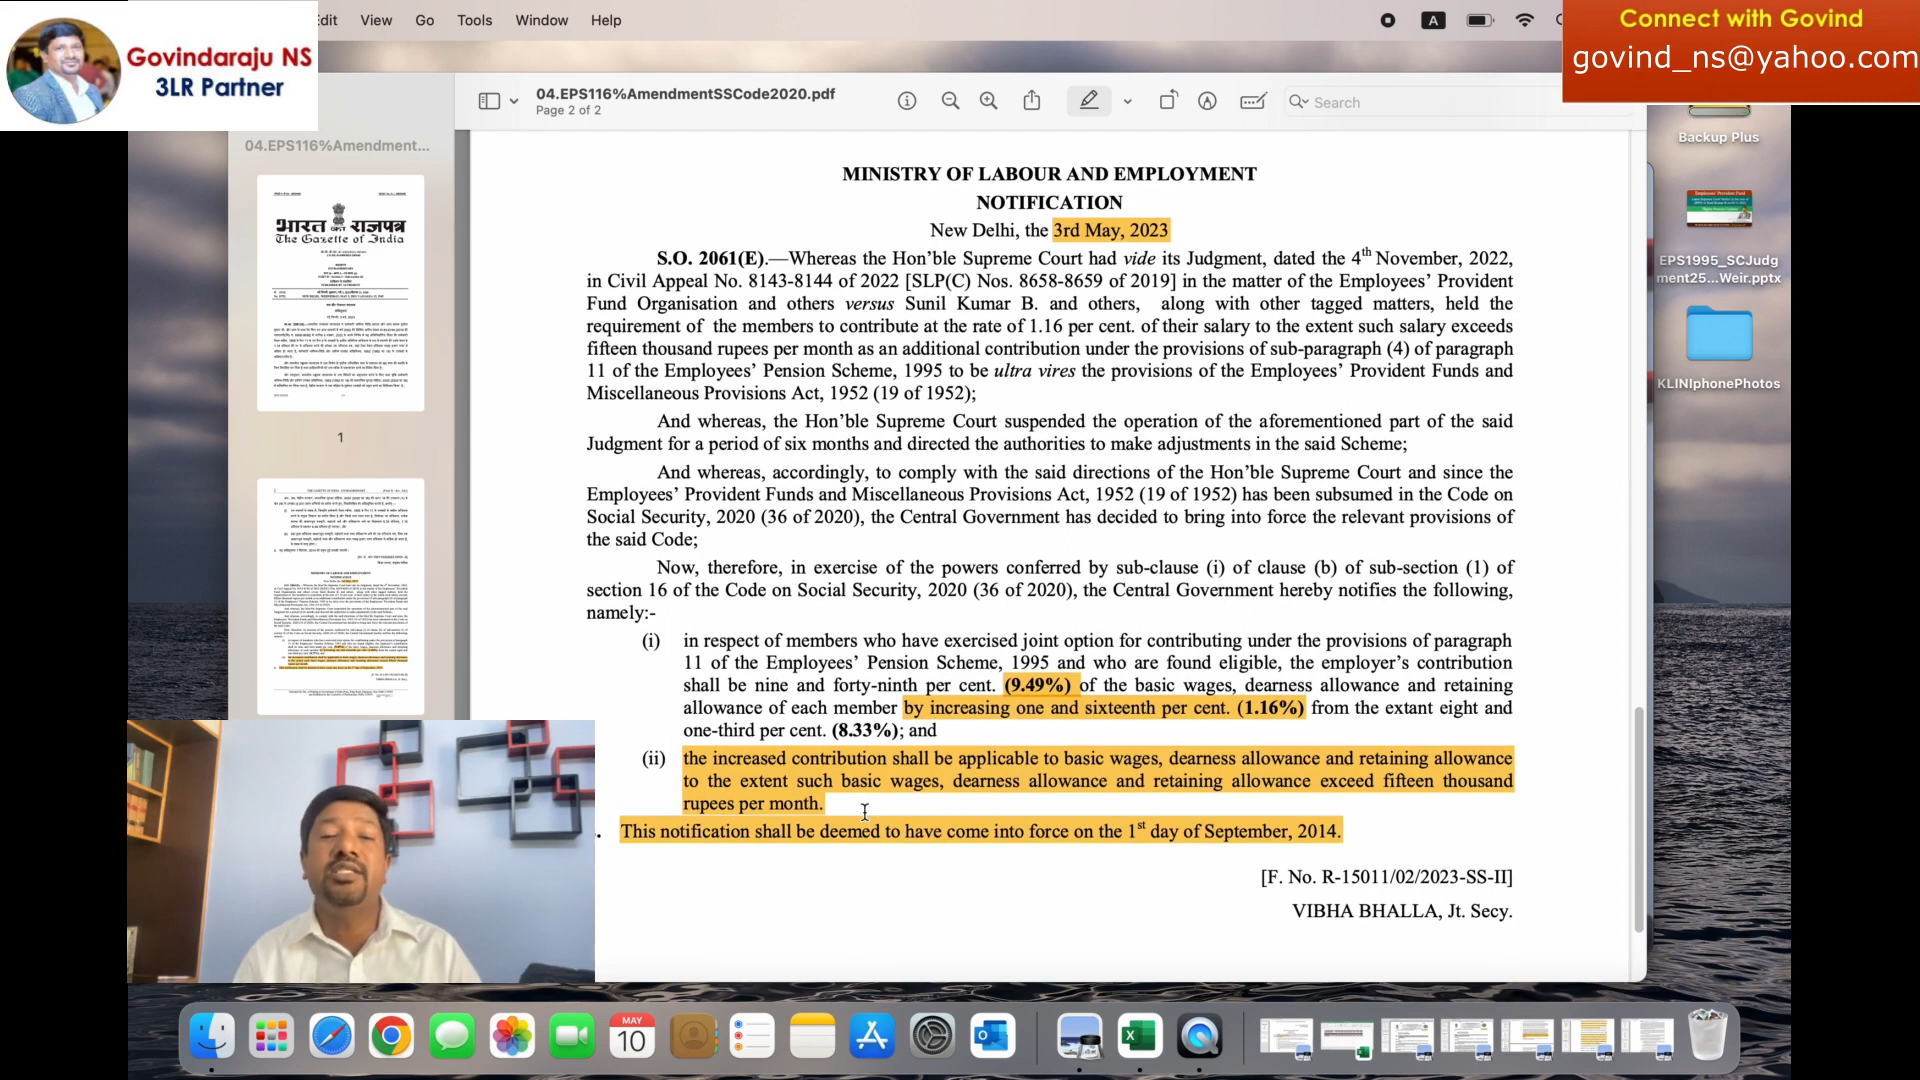 Edit View Go Tools Window Help
A
Govindaraju NS
3LR Partner
Connect with Govind
govind_ns@yahoo.com
04.EPS116%AmendmentSSCode2020.pdf
Page 2 of 2
Search
04.EPS116%Amendment...
भारत का राजपत्र
The Gazette of India
1
Backup Plus
EPS1995_SCJudg
ment25...Weir.pptx
KLINIphonePhotos
MINISTRY OF LABOUR AND EMPLOYMENT
NOTIFICATION
New Delhi, the 3rd May, 2023
S.O. 2061(E).—Whereas the Hon’ble Supreme Court had vide its Judgment, dated the 4th November, 2022,
in Civil Appeal No. 8143-8144 of 2022 [SLP(C) Nos. 8658-8659 of 2019] in the matter of the Employees’ Provident
Fund Organisation and others versus Sunil Kumar B. and others, along with other tagged matters, held the
requirement of the members to contribute at the rate of 1.16 per cent. of their salary to the extent such salary exceeds
fifteen thousand rupees per month as an additional contribution under the provisions of sub-paragraph (4) of paragraph
11 of the Employees’ Pension Scheme, 1995 to be ultra vires the provisions of the Employees’ Provident Funds and
Miscellaneous Provisions Act, 1952 (19 of 1952);
And whereas, the Hon’ble Supreme Court suspended the operation of the aforementioned part of the said
Judgment for a period of six months and directed the authorities to make adjustments in the said Scheme;
And whereas, accordingly, to comply with the said directions of the Hon’ble Supreme Court and since the
Employees’ Provident Funds and Miscellaneous Provisions Act, 1952 (19 of 1952) has been subsumed in the Code on
Social Security, 2020 (36 of 2020), the Central Government has decided to bring into force the relevant provisions of
the said Code;
Now, therefore, in exercise of the powers conferred by sub-clause (i) of clause (b) of sub-section (1) of
section 16 of the Code on Social Security, 2020 (36 of 2020), the Central Government hereby notifies the following,
namely:-
(i) in respect of members who have exercised joint option for contributing under the provisions of paragraph
11 of the Employees’ Pension Scheme, 1995 and who are found eligible, the employer’s contribution
shall be nine and forty-ninth per cent. (9.49%) of the basic wages, dearness allowance and retaining
allowance of each member by increasing one and sixteenth per cent. (1.16%) from the extant eight and
one-third per cent. (8.33%); and
(ii) the increased contribution shall be applicable to basic wages, dearness allowance and retaining allowance
to the extent such basic wages, dearness allowance and retaining allowance exceed fifteen thousand
rupees per month.
This notification shall be deemed to have come into force on the 1st day of September, 2014.
[F. No. R-15011/02/2023-SS-II]
VIBHA BHALLA, Jt. Secy.
MAY
10